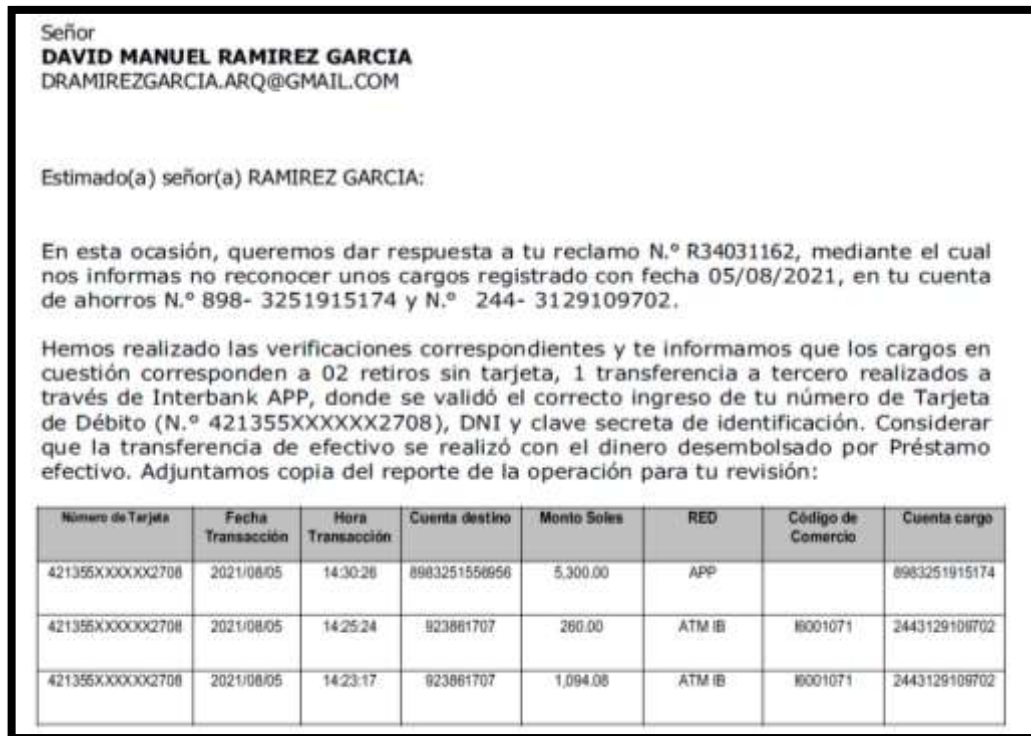 Señor
DAVID MANUEL RAMIREZ GARCIA
DRAMIREZGARCIA.ARQ@GMAIL.COM
Estimado(a) señor(a) RAMIREZ GARCIA:
En esta ocasión, queremos dar respuesta a tu reclamo N.° R34031162, mediante el cual
nos informas no reconocer unos cargos registrado con fecha 05/08/2021, en tu cuenta
de ahorros N.° 898- 3251915174 y N.° 244- 3129109702.
Hemos realizado las verificaciones correspondientes y te informamos que los cargos en
cuestión corresponden a 02 retiros sin tarjeta, 1 transferencia a tercero realizados a
través de Interbank APP, donde se validó el correcto ingreso de tu número de Tarjeta
de Débito (N.° 421355XXXXXX2708), DNI y clave secreta de identificación. Considerar
que la transferencia de efectivo se realizó con el dinero desembolsado por Préstamo
efectivo. Adjuntamos copia del reporte de la operación para tu revisión:
Número de Tarjeta Fecha Transacción Hora Transacción Cuenta destino Monto Soles RED Código de Comercio Cuenta cargo
421355XXXXXX2708 2021/08/05 14:30:26 8983251556956 5,300.00 APP 8983251915174
421355XXXXXX2708 2021/08/05 14:25:24 923861707 260.00 ATM IB I6001071 2443129109702
421355XXXXXX2708 2021/08/05 14:23:17 923861707 1,094.08 ATM IB I6001071 2443129109702